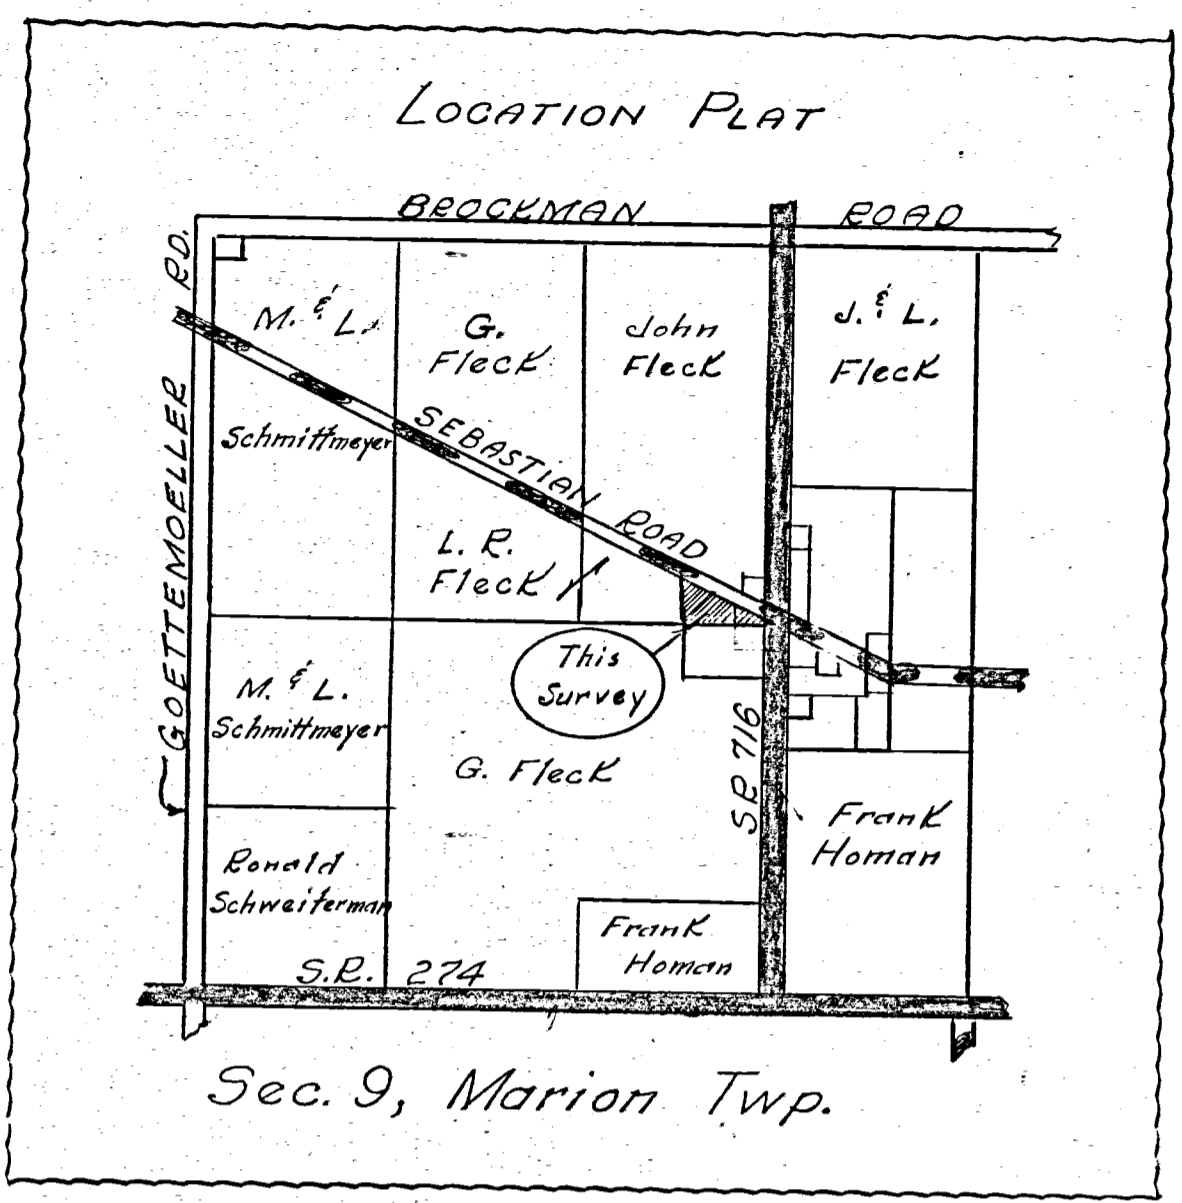 LOCATION PLAT
BROCKMAN ROAD
GOETTEMOELLER RD.
M. & L.
Schmittmeyer
G.
Fleck
John
Fleck
J. & L.
Fleck
SEBASTIAN ROAD
L. R.
Fleck
This
Survey
M. & L.
Schmittmeyer
G. Fleck
SR 716
Frank
Homan
Ronald
Schweiterman
Frank
Homan
S.R. 274
Sec. 9, Marion Twp.